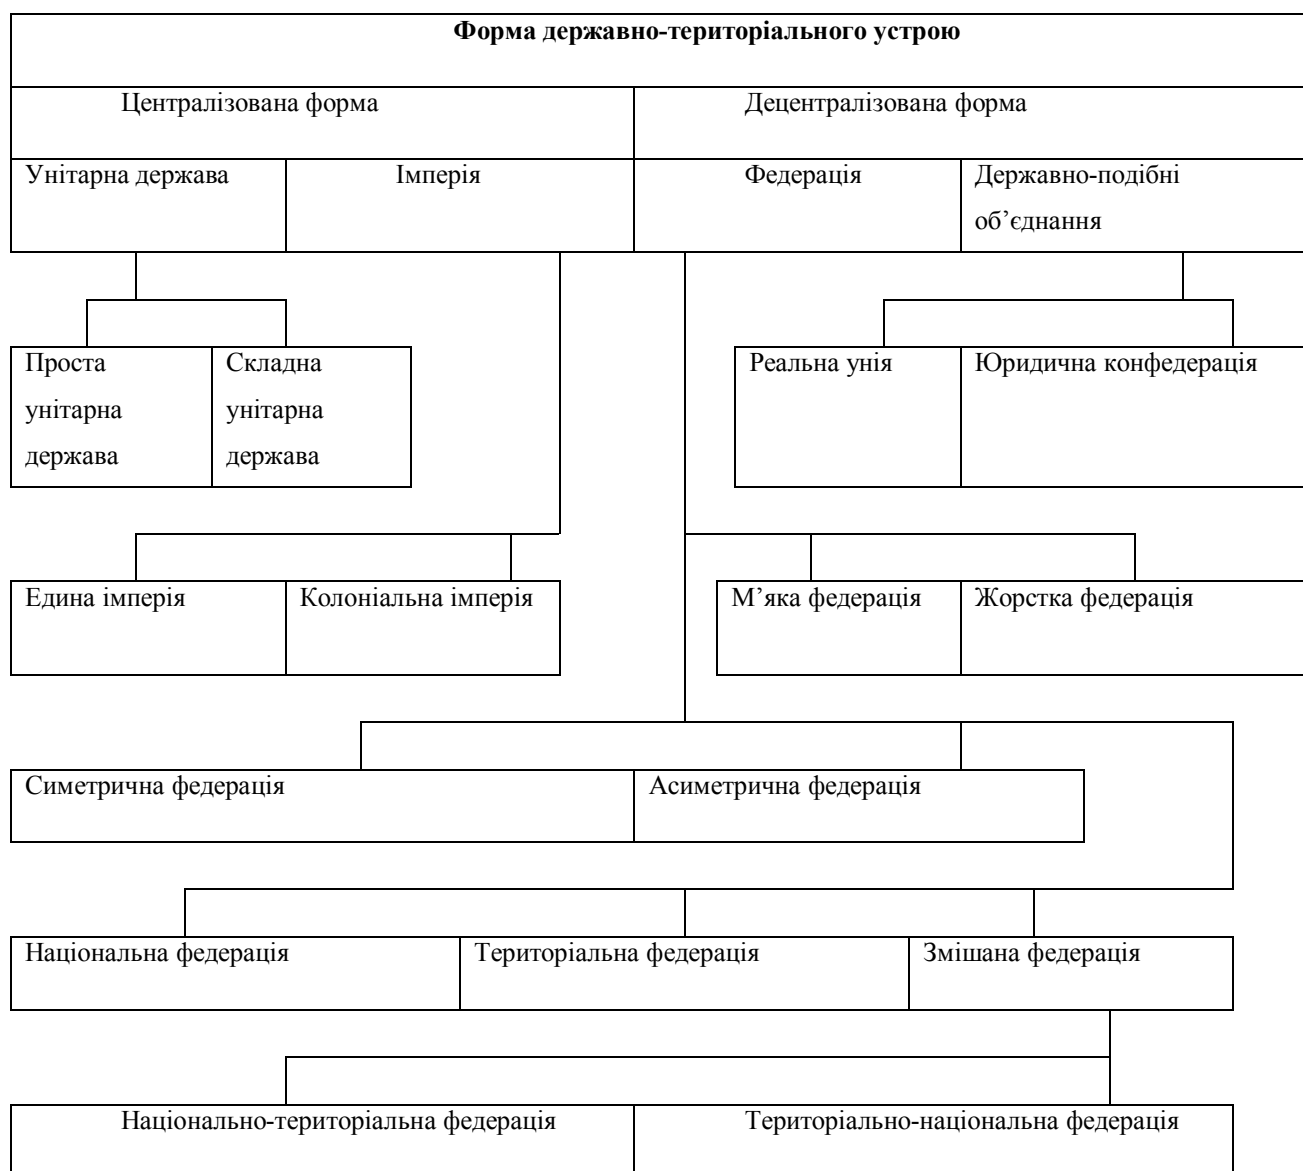 Форма державно-територіального устрою
Централізована форма
Децентралізована форма
Унітарна держава
Імперія
Федерація
Державно-подібні
об’єднання
Проста
унітарна
держава
Складна
унітарна
держава
Реальна унія
Юридична конфедерація
Едина імперія
Колоніальна імперія
М’яка федерація
Жорстка федерація
Симетрична федерація
Асиметрична федерація
Національна федерація
Територіальна федерація
Змішана федерація
Національно-територіальна федерація
Територіально-національна федерація